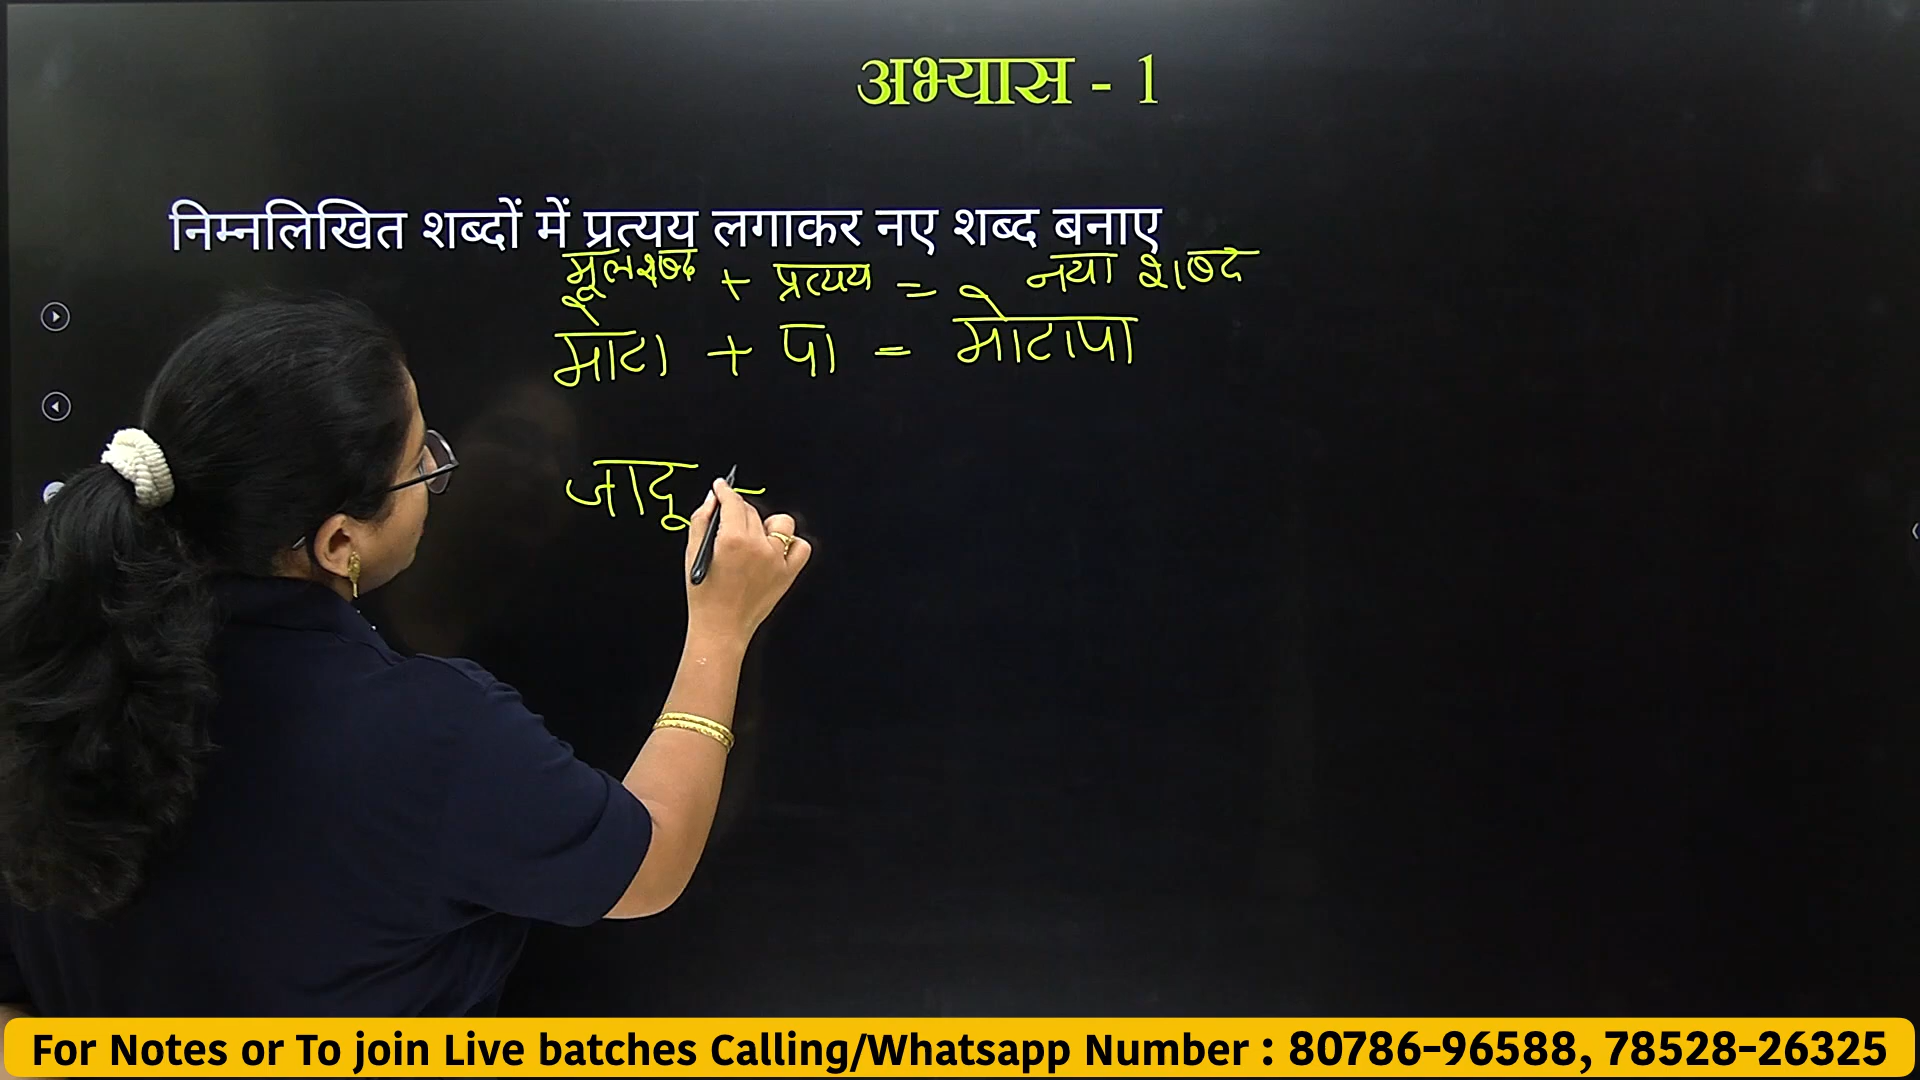 अभ्यास - 1
निम्नलिखित शब्दों में प्रत्यय लगाकर नए शब्द बनाए
मूलशब्द + प्रत्यय = नया शब्द
मोटा + पा = मोटापा
जादू -
For Notes or To join Live batches Calling/Whatsapp Number : 80786-96588, 78528-26325